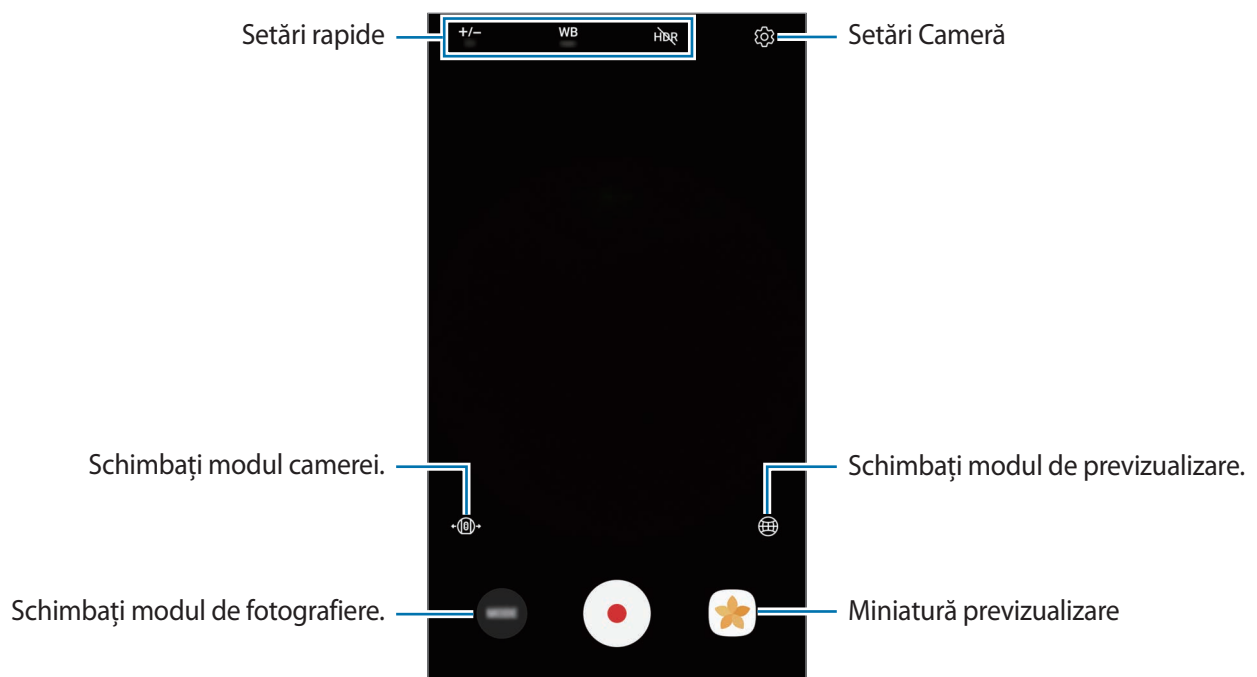 Setări rapide
+/-
WB
HDR
Setări Cameră
Schimbați modul camerei.
Schimbați modul de previzualizare.
Schimbați modul de fotografiere.
Miniatură previzualizare